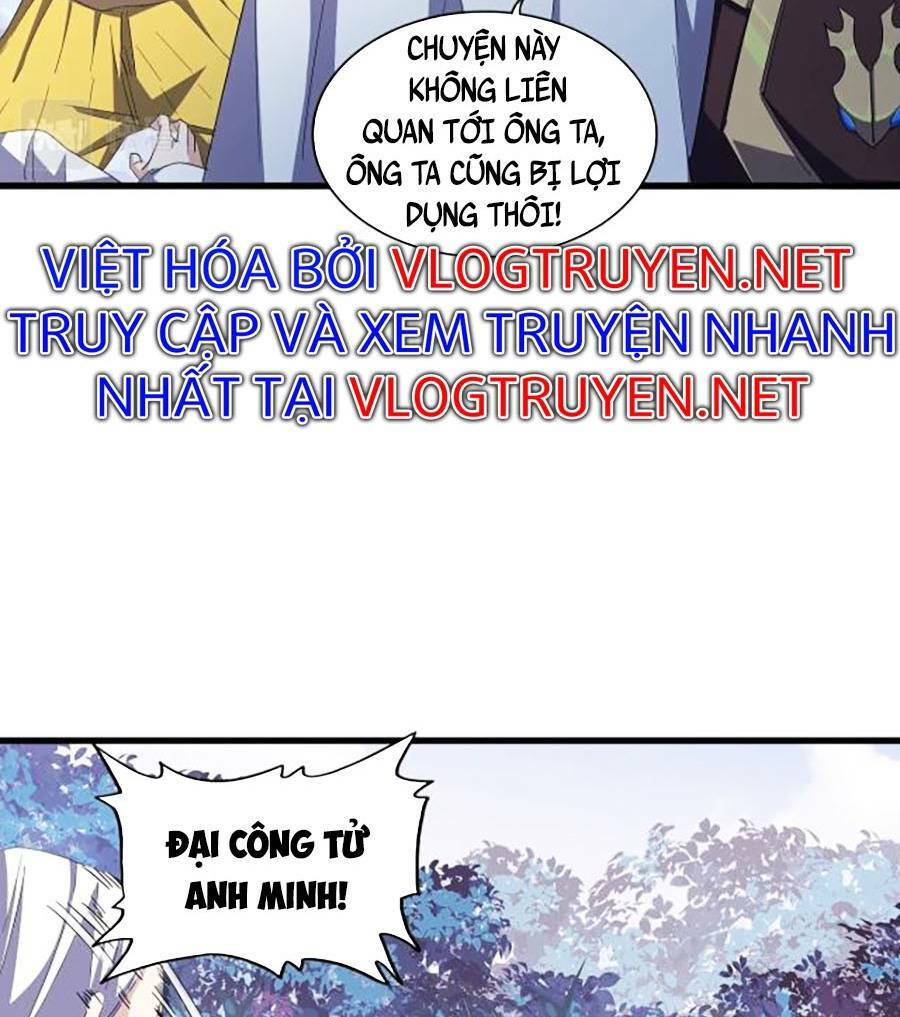 CHUYỆN NÀY
KHÔNG LIÊN
QUAN TỚI ÔNG TA,
ÔNG TA CŨNG BỊ LỢI
DỤNG THÔI!
VIỆT HÓA BỞI VLOGTRUYEN.NET
TRUY CẬP VÀ XEM TRUYỆN NHANH
NHẤT TẠI VLOGTRUYEN.NET
ĐẠI CÔNG TỬ
ANH MINH!